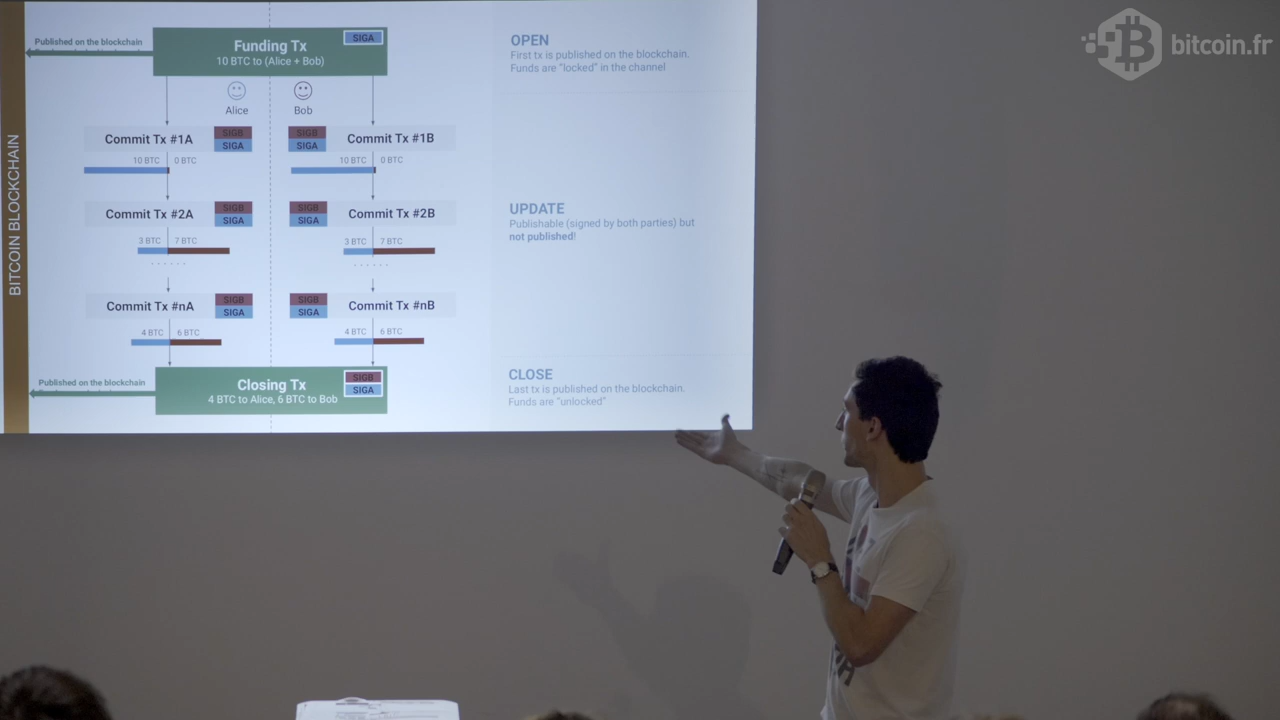 bitcoin.fr
BITCOIN BLOCKCHAIN
Published on the blockchain
Funding Tx
10 BTC to (Alice + Bob)
SIGA
Alice
Bob
Commit Tx #1A
SIGB
SIGA
SIGB
SIGA
Commit Tx #1B
10 BTC
0 BTC
10 BTC
0 BTC
Commit Tx #2A
SIGB
SIGA
SIGB
SIGA
Commit Tx #2B
3 BTC
7 BTC
3 BTC
7 BTC
......
......
Commit Tx #nA
SIGB
SIGA
SIGB
SIGA
Commit Tx #nB
4 BTC
6 BTC
4 BTC
6 BTC
Published on the blockchain
Closing Tx
4 BTC to Alice, 6 BTC to Bob
SIGB
SIGA
OPEN
First tx is published on the blockchain.
Funds are “locked” in the channel
UPDATE
Publishable (signed by both parties) but
not published!
CLOSE
Last tx is published on the blockchain.
Funds are “unlocked”